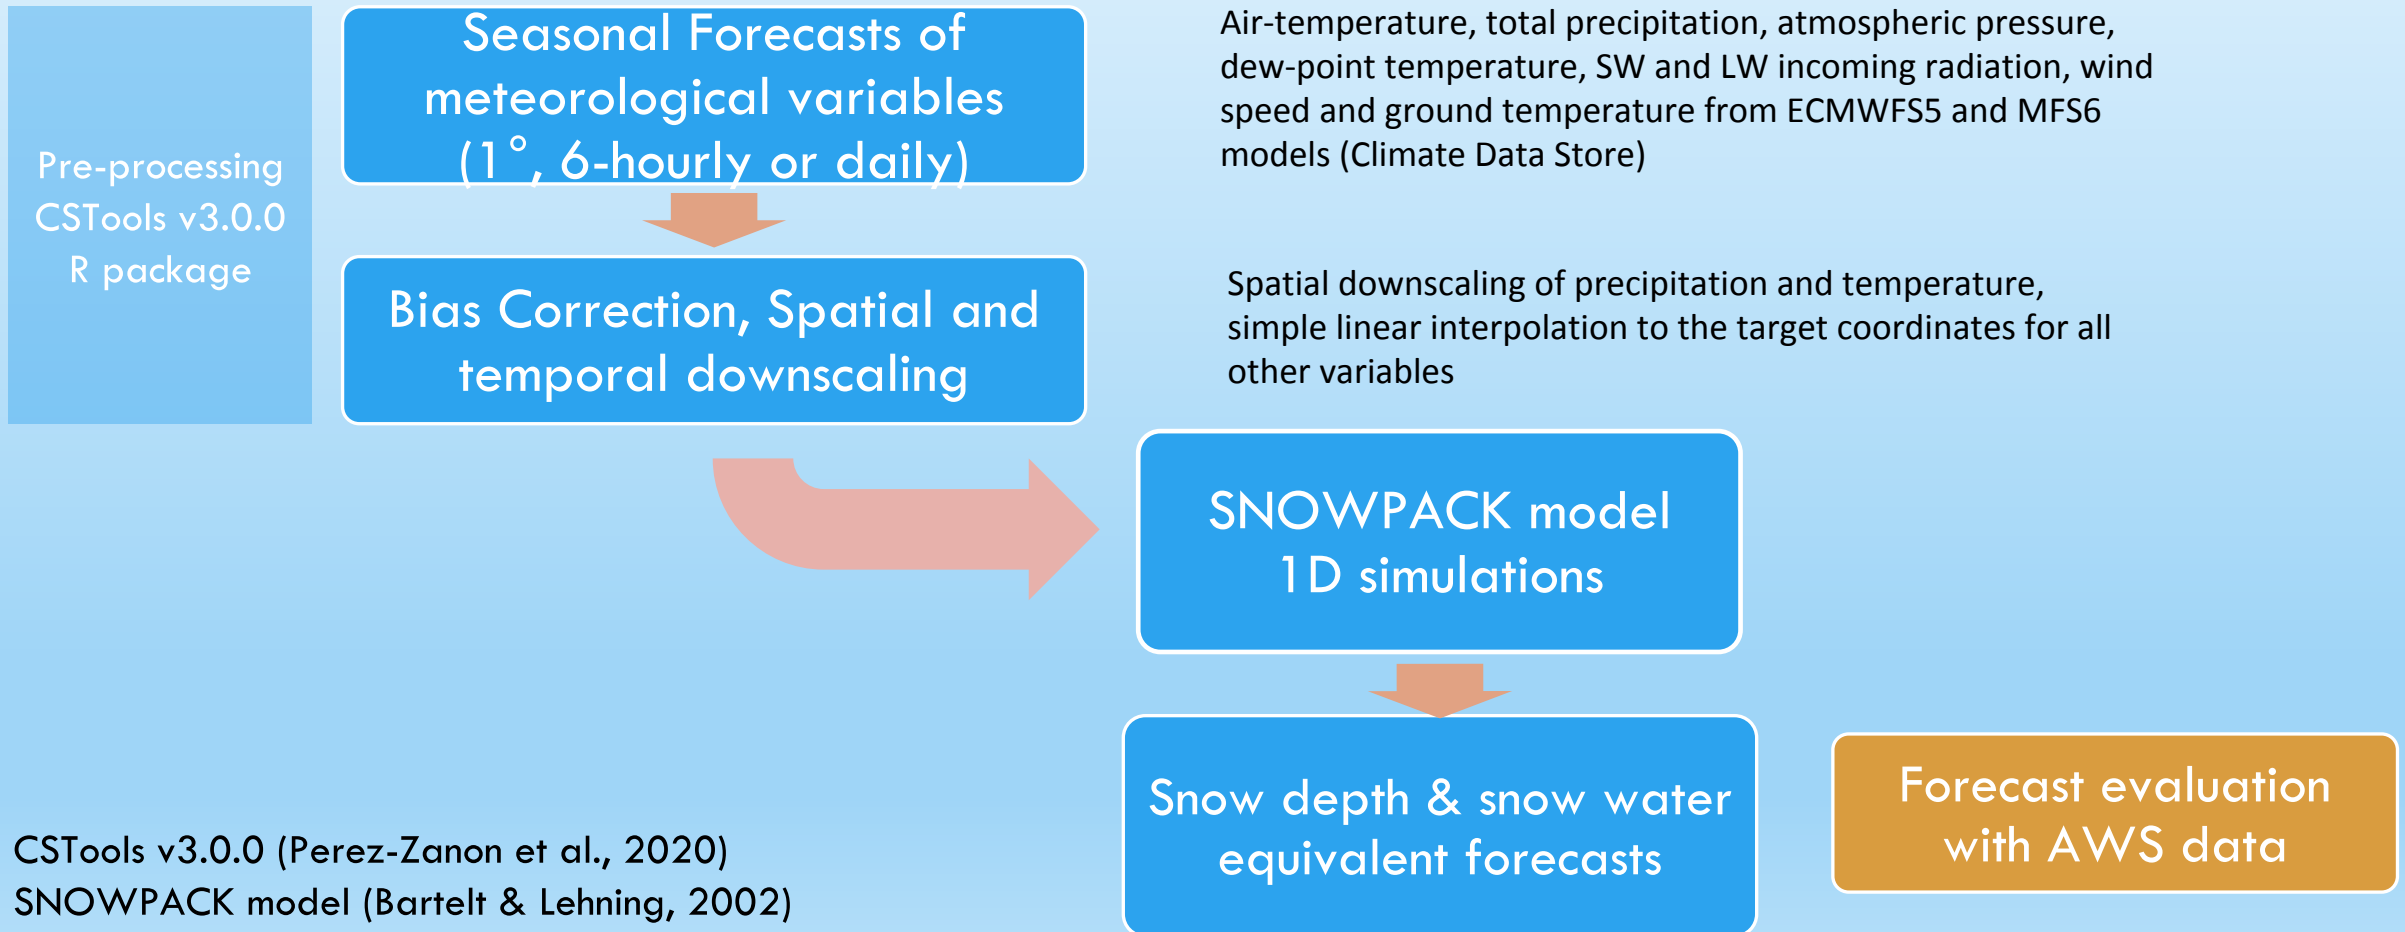 Pre-processing
CSTools v3.0.0
R package
Seasonal Forecasts of
meteorological variables
(1°, 6-hourly or daily)
Air-temperature, total precipitation, atmospheric pressure,
dew-point temperature, SW and LW incoming radiation, wind
speed and ground temperature from ECMWFS5 and MFS6
models (Climate Data Store)
Bias Correction, Spatial and
temporal downscaling
Spatial downscaling of precipitation and temperature,
simple linear interpolation to the target coordinates for all
other variables
SNOWPACK model
1D simulations
Snow depth & snow water
equivalent forecasts
Forecast evaluation
with AWS data
CSTools v3.0.0 (Perez-Zanon et al., 2020)
SNOWPACK model (Bartelt & Lehning, 2002)